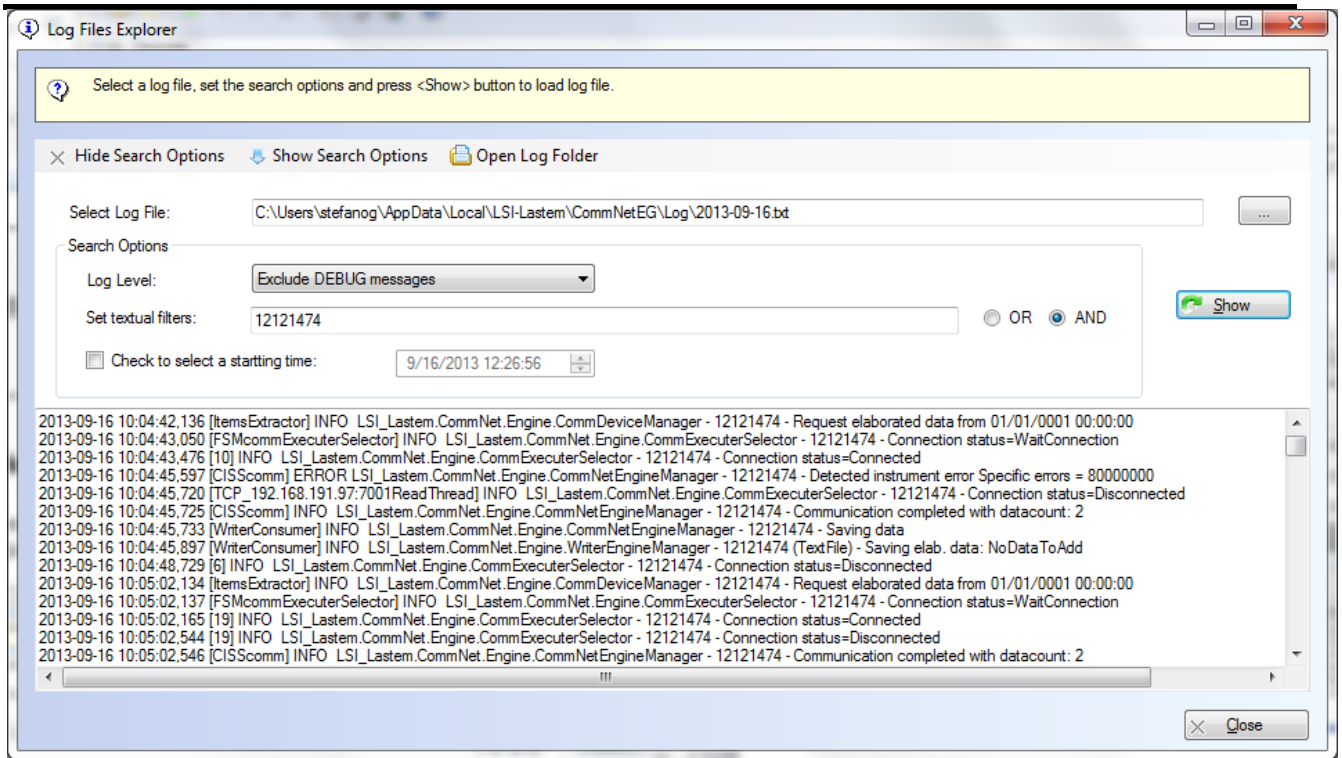 Log Files Explorer
Select a log file, set the search options and press <Show> button to load log file.
Hide Search Options Show Search Options Open Log Folder
Select Log File: C:\Users\stefanog\AppData\Local\LSI-Lastem\CommNetEG\Log\2013-09-16.txt ...
Search Options
Log Level: Exclude DEBUG messages
Set textual filters: 12121474 OR AND
Show
Check to select a startting time: 9/16/2013 12:26:56
2013-09-16 10:04:42,136 [ItemsExtractor] INFO LSI_Lastem.CommNet.Engine.CommDeviceManager - 12121474 - Request elaborated data from 01/01/0001 00:00:00
2013-09-16 10:04:43,050 [FSMcommExecuterSelector] INFO LSI_Lastem.CommNet.Engine.CommExecuterSelector - 12121474 - Connection status=WaitConnection
2013-09-16 10:04:43,476 [10] INFO LSI_Lastem.CommNet.Engine.CommExecuterSelector - 12121474 - Connection status=Connected
2013-09-16 10:04:45,597 [CISScomm] ERROR LSI_Lastem.CommNet.Engine.CommNetEngineManager - 12121474 - Detected instrument error Specific errors = 80000000
2013-09-16 10:04:45,720 [TCP_192.168.191.97:7001ReadThread] INFO LSI_Lastem.CommNet.Engine.CommExecuterSelector - 12121474 - Connection status=Disconnected
2013-09-16 10:04:45,725 [CISScomm] INFO LSI_Lastem.CommNet.Engine.CommNetEngineManager - 12121474 - Communication completed with datacount: 2
2013-09-16 10:04:45,733 [WriterConsumer] INFO LSI_Lastem.CommNet.Engine.CommNetEngineManager - 12121474 - Saving data
2013-09-16 10:04:45,897 [WriterConsumer] INFO LSI_Lastem.CommNet.Engine.WriterEngineManager - 12121474 (TextFile) - Saving elab. data: NoDataToAdd
2013-09-16 10:04:48,729 [6] INFO LSI_Lastem.CommNet.Engine.CommExecuterSelector - 12121474 - Connection status=Disconnected
2013-09-16 10:05:02,134 [ItemsExtractor] INFO LSI_Lastem.CommNet.Engine.CommDeviceManager - 12121474 - Request elaborated data from 01/01/0001 00:00:00
2013-09-16 10:05:02,137 [FSMcommExecuterSelector] INFO LSI_Lastem.CommNet.Engine.CommExecuterSelector - 12121474 - Connection status=WaitConnection
2013-09-16 10:05:02,165 [19] INFO LSI_Lastem.CommNet.Engine.CommExecuterSelector - 12121474 - Connection status=Connected
2013-09-16 10:05:02,544 [19] INFO LSI_Lastem.CommNet.Engine.CommExecuterSelector - 12121474 - Connection status=Disconnected
2013-09-16 10:05:02,546 [CISScomm] INFO LSI_Lastem.CommNet.Engine.CommNetEngineManager - 12121474 - Communication completed with datacount: 2
Close